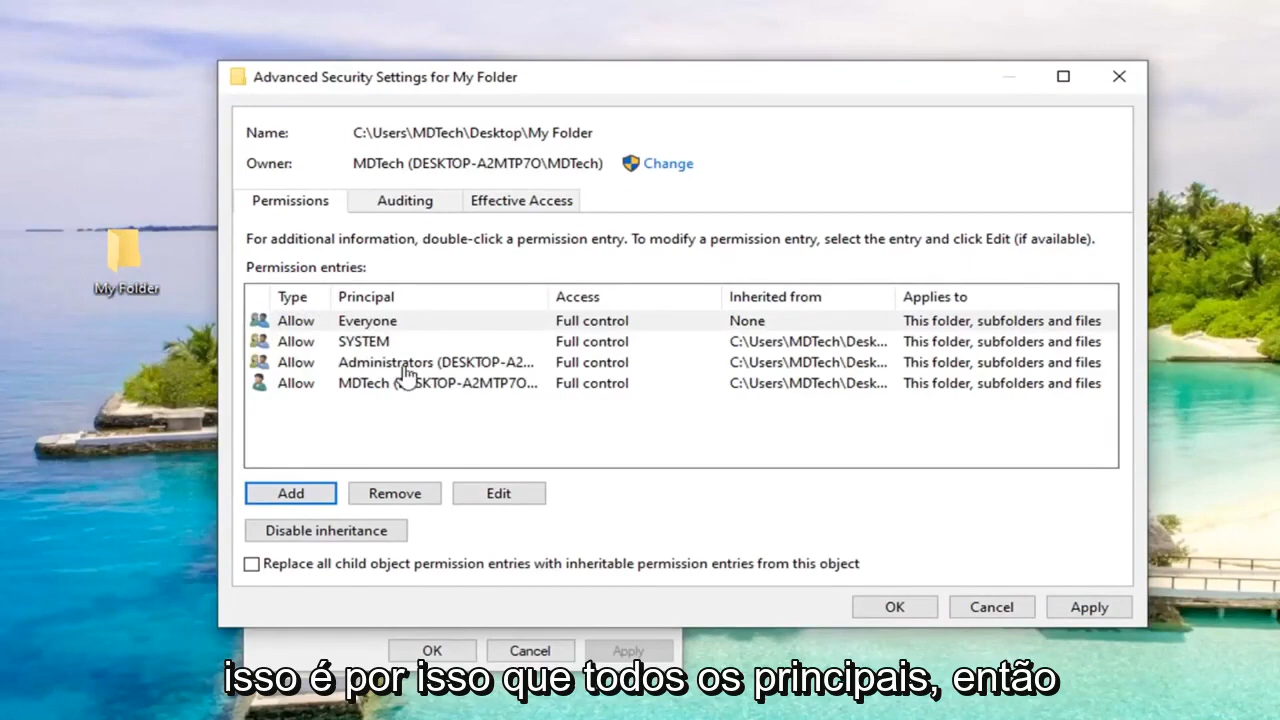 Advanced Security Settings for My Folder
Name: C:\Users\MDTech\Desktop\My Folder
Owner: MDTech (DESKTOP-A2MTP7O\MDTech) Change
Permissions Auditing Effective Access
For additional information, double-click a permission entry. To modify a permission entry, select the entry and click Edit (if available).
Permission entries:
Type Principal Access Inherited from Applies to
Allow Everyone Full control None This folder, subfolders and files
Allow SYSTEM Full control C:\Users\MDTech\Desk... This folder, subfolders and files
Allow Administrators (DESKTOP-A2... Full control C:\Users\MDTech\Desk... This folder, subfolders and files
Allow MDTech SKTOP-A2MTP7O... Full control C:\Users\MDTech\Desk... This folder, subfolders and files
My Folder
Add Remove Edit
Disable inheritance
Replace all child object permission entries with inheritable permission entries from this object
OK Cancel Apply
OK Cancel Apply
isso é por isso que todos os principais, então